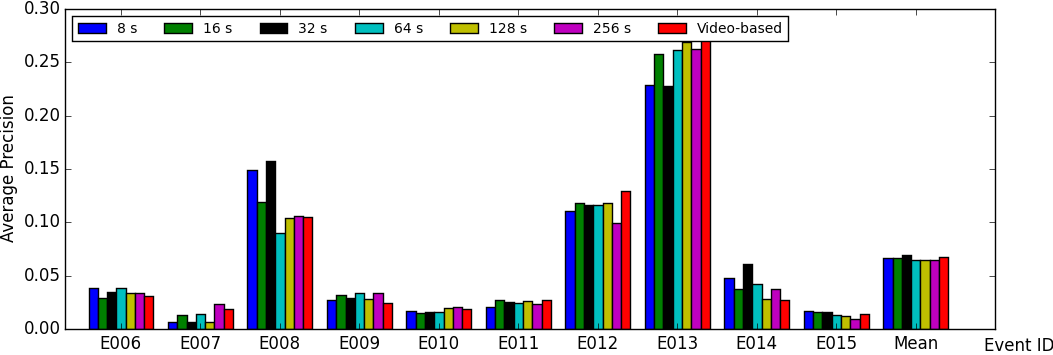 0.30
0.25
0.20
0.15
0.10
0.05
0.00
Average Precision
8 s 16 s 32 s 64 s 128 s 256 s Video-based
E006 E007 E008 E009 E010 E011 E012 E013 E014 E015 Mean
Event ID